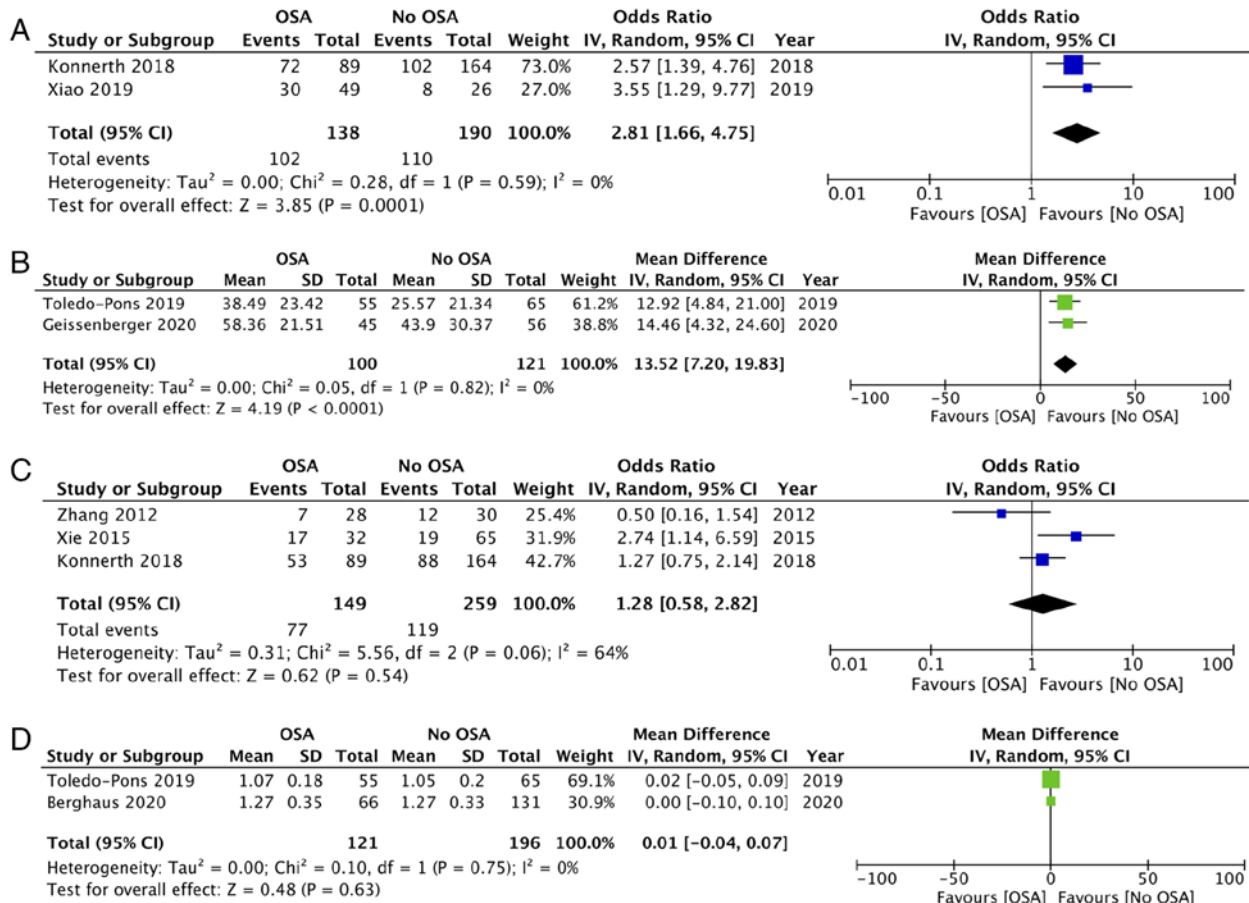 A
OSA No OSA Odds Ratio Odds Ratio
Study or Subgroup Events Total Events Total Weight IV, Random, 95% CI Year IV, Random, 95% CI
Konnerth 2018 72 89 102 164 73.0% 2.57 [1.39, 4.76] 2018
Xiao 2019 30 49 8 26 27.0% 3.55 [1.29, 9.77] 2019
Total (95% CI) 138 190 100.0% 2.81 [1.66, 4.75]
Total events 102 110
Heterogeneity: Tau² = 0.00; Chi² = 0.28, df = 1 (P = 0.59); I² = 0%
Test for overall effect: Z = 3.85 (P = 0.0001)
0.01 0.1 1 10 100
Favours [OSA] Favours [No OSA]
B
OSA No OSA Mean Difference Mean Difference
Study or Subgroup Mean SD Total Mean SD Total Weight IV, Random, 95% CI Year IV, Random, 95% CI
Toledo-Pons 2019 38.49 23.42 55 25.57 21.34 65 61.2% 12.92 [4.84, 21.00] 2019
Geissenberger 2020 58.36 21.51 45 43.9 30.37 56 38.8% 14.46 [4.32, 24.60] 2020
Total (95% CI) 100 121 100.0% 13.52 [7.20, 19.83]
Heterogeneity: Tau² = 0.00; Chi² = 0.05, df = 1 (P = 0.82); I² = 0%
Test for overall effect: Z = 4.19 (P < 0.0001)
-100 -50 0 50 100
Favours [OSA] Favours [No OSA]
C
OSA No OSA Odds Ratio Odds Ratio
Study or Subgroup Events Total Events Total Weight IV, Random, 95% CI Year IV, Random, 95% CI
Zhang 2012 7 28 12 30 25.4% 0.50 [0.16, 1.54] 2012
Xie 2015 17 32 19 65 31.9% 2.74 [1.14, 6.59] 2015
Konnerth 2018 53 89 88 164 42.7% 1.27 [0.75, 2.14] 2018
Total (95% CI) 149 259 100.0% 1.28 [0.58, 2.82]
Total events 77 119
Heterogeneity: Tau² = 0.31; Chi² = 5.56, df = 2 (P = 0.06); I² = 64%
Test for overall effect: Z = 0.62 (P = 0.54)
0.01 0.1 1 10 100
Favours [OSA] Favours [No OSA]
D
OSA No OSA Mean Difference Mean Difference
Study or Subgroup Mean SD Total Mean SD Total Weight IV, Random, 95% CI Year IV, Random, 95% CI
Toledo-Pons 2019 1.07 0.18 55 1.05 0.2 65 69.1% 0.02 [-0.05, 0.09] 2019
Berghaus 2020 1.27 0.35 66 1.27 0.33 131 30.9% 0.00 [-0.10, 0.10] 2020
Total (95% CI) 121 196 100.0% 0.01 [-0.04, 0.07]
Heterogeneity: Tau² = 0.00; Chi² = 0.10, df = 1 (P = 0.75); I² = 0%
Test for overall effect: Z = 0.48 (P = 0.63)
-100 -50 0 50 100
Favours [OSA] Favours [No OSA]